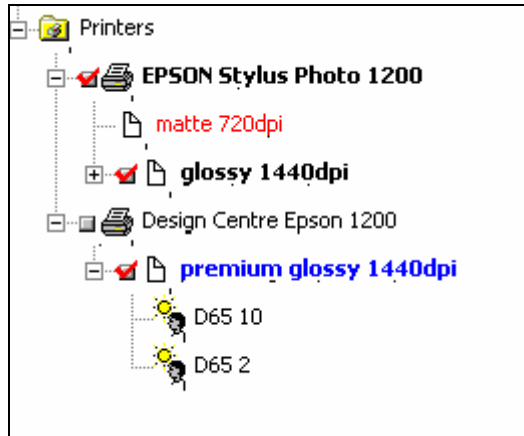 Printers
EPSON Stylus Photo 1200
matte 720dpi
glossy 1440dpi
Design Centre Epson 1200
premium glossy 1440dpi
D65 10
D65 2